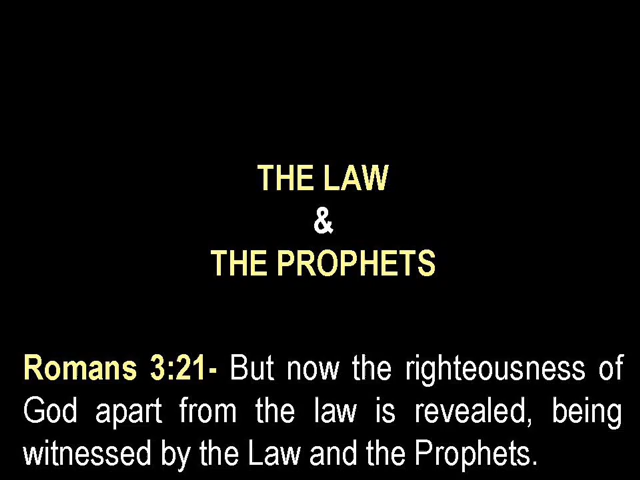 THE LAW
&
THE PROPHETS
Romans 3:21- But now the righteousness of
God apart from the law is revealed, being
witnessed by the Law and the Prophets.